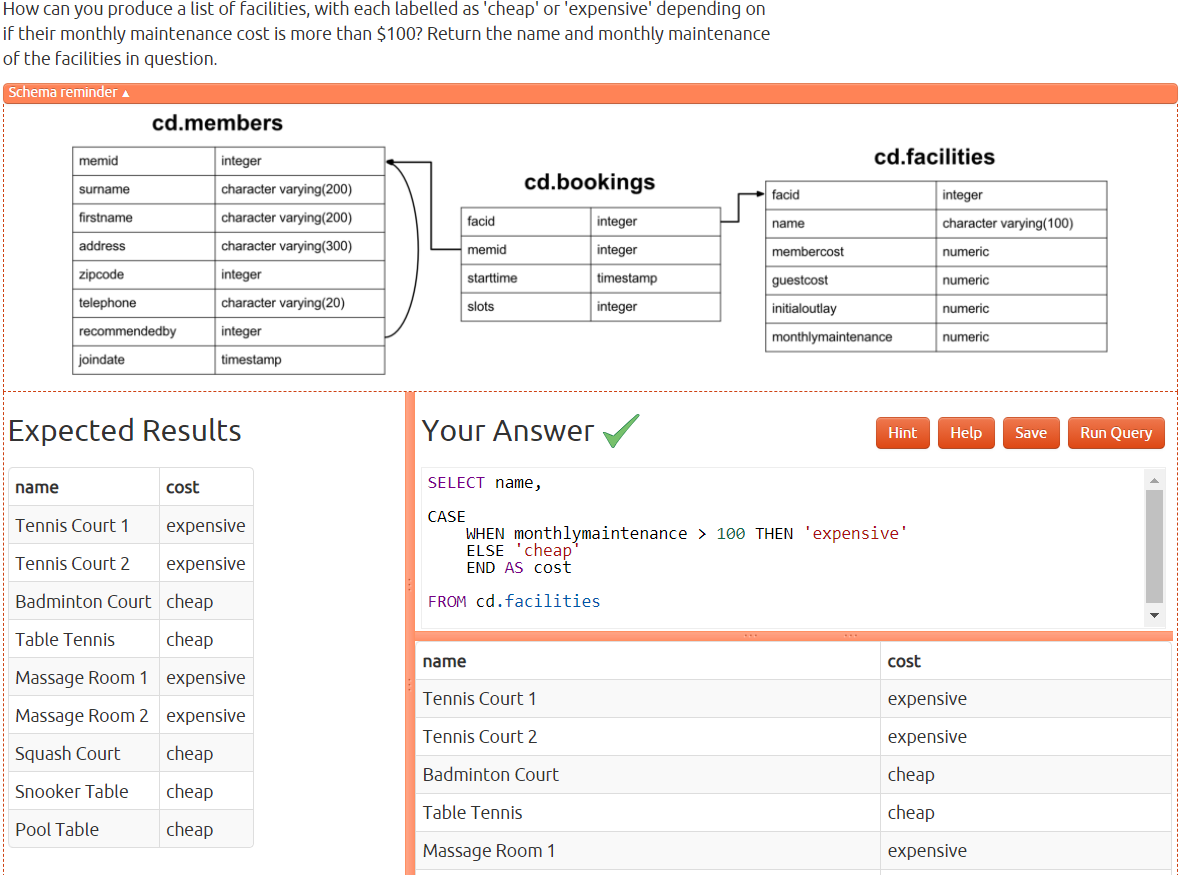 How can you produce a list of facilities, with each labelled as 'cheap' or 'expensive' depending on
if their monthly maintenance cost is more than $100? Return the name and monthly maintenance
of the facilities in question.
Schema reminder ▲
cd.members
memid integer
surname character varying(200)
firstname character varying(200)
address character varying(300)
zipcode integer
telephone character varying(20)
recommendedby integer
joindate timestamp
cd.bookings
facid integer
memid integer
starttime timestamp
slots integer
cd.facilities
facid integer
name character varying(100)
membercost numeric
guestcost numeric
initialoutlay numeric
monthlymaintenance numeric
Expected Results
name cost
Tennis Court 1 expensive
Tennis Court 2 expensive
Badminton Court cheap
Table Tennis cheap
Massage Room 1 expensive
Massage Room 2 expensive
Squash Court cheap
Snooker Table cheap
Pool Table cheap
Your Answer
Hint Help Save Run Query
SELECT name,
CASE
WHEN monthlymaintenance > 100 THEN 'expensive'
ELSE 'cheap'
END AS cost
FROM cd.facilities
name cost
Tennis Court 1 expensive
Tennis Court 2 expensive
Badminton Court cheap
Table Tennis cheap
Massage Room 1 expensive